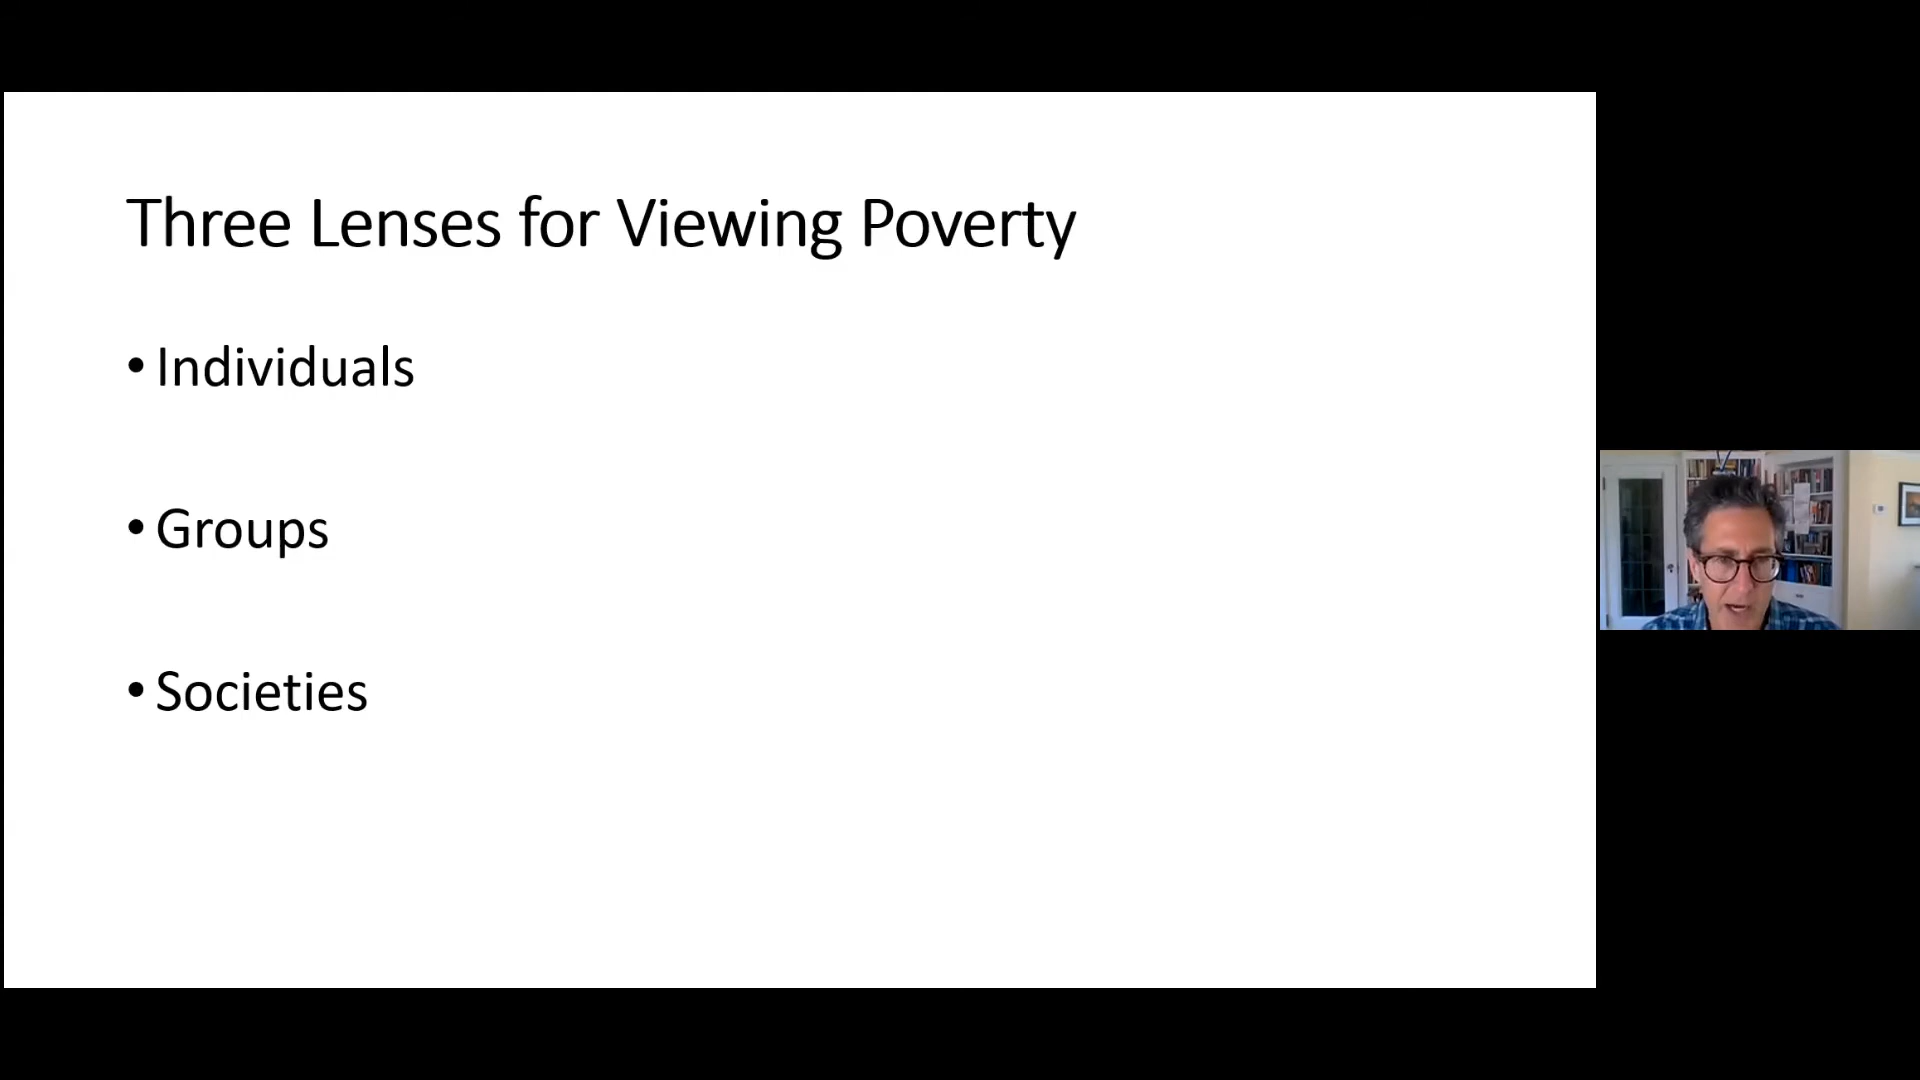 Three Lenses for Viewing Poverty
• Individuals
• Groups
• Societies